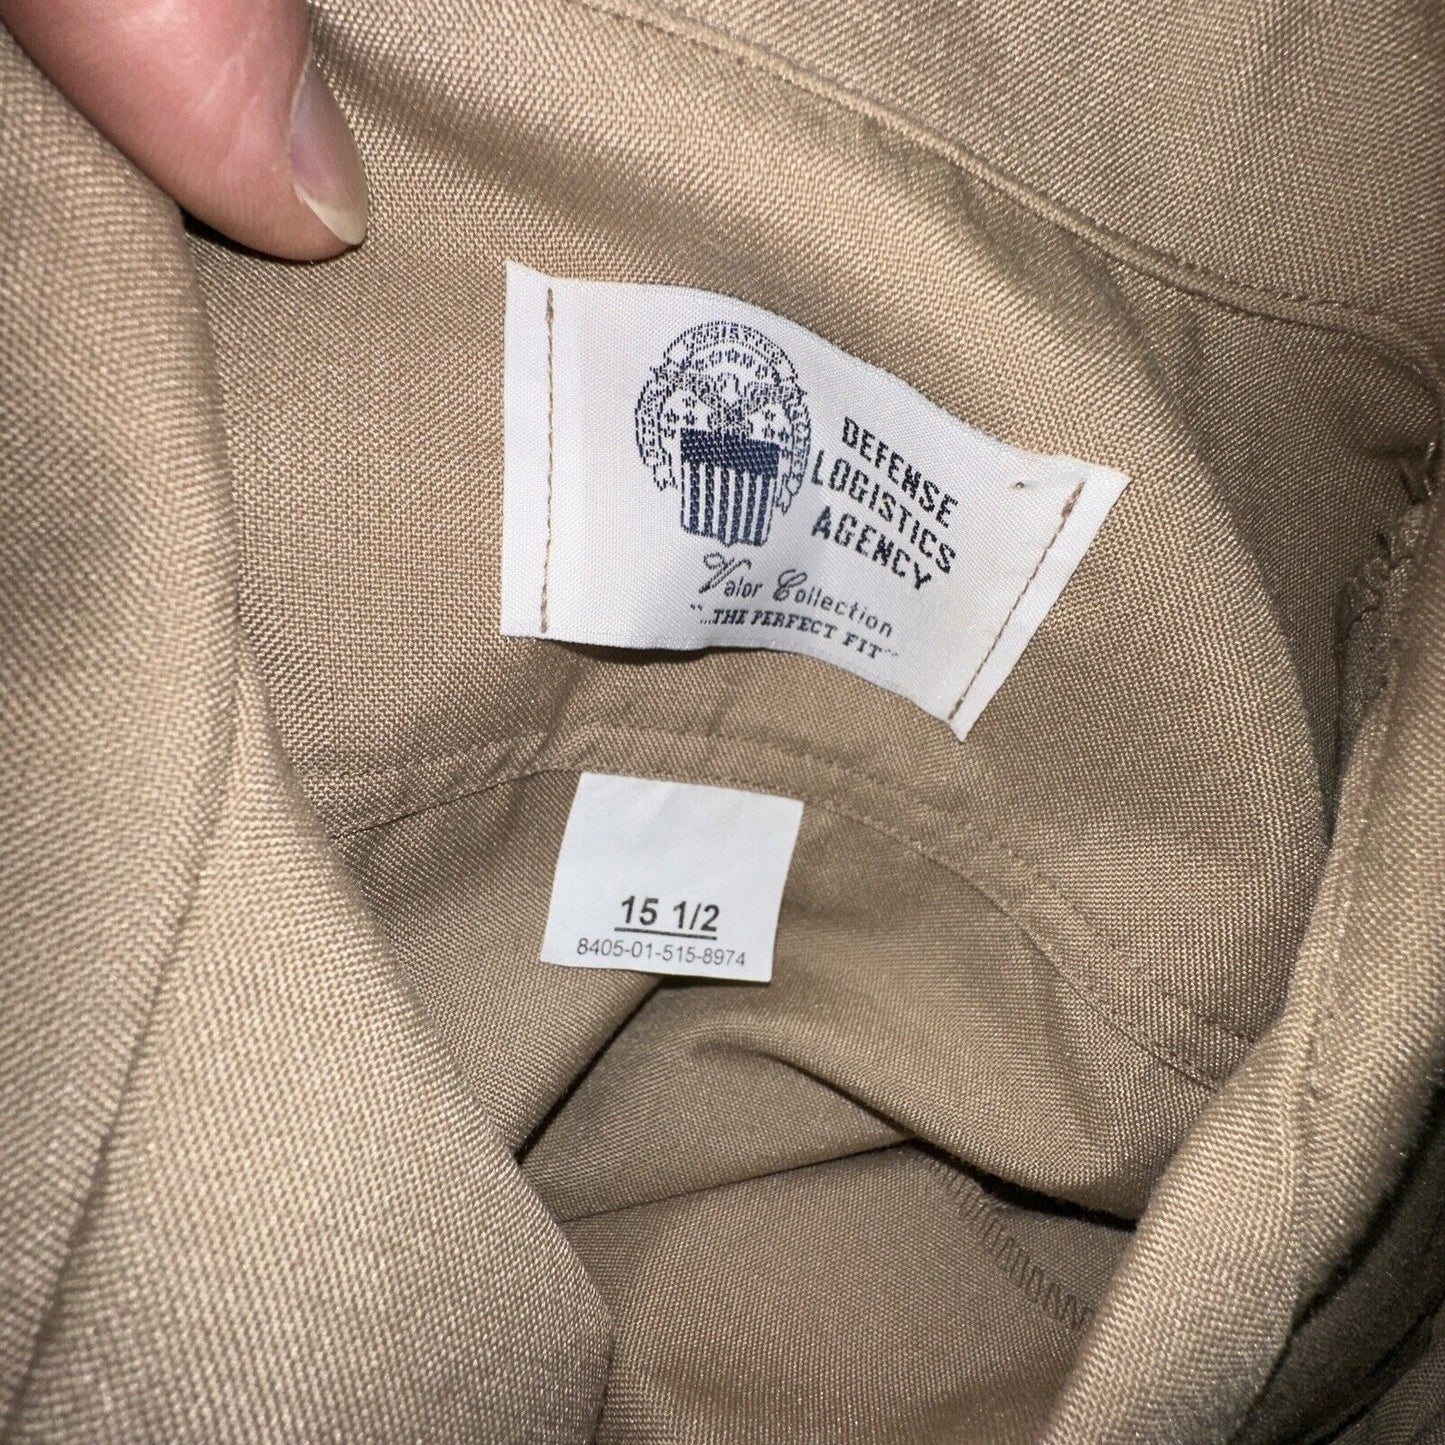 DEFENSE
LOGISTICS
AGENCY
Valor Collection
"...THE PERFECT FIT"
15 1/2
8405-01-515-8974